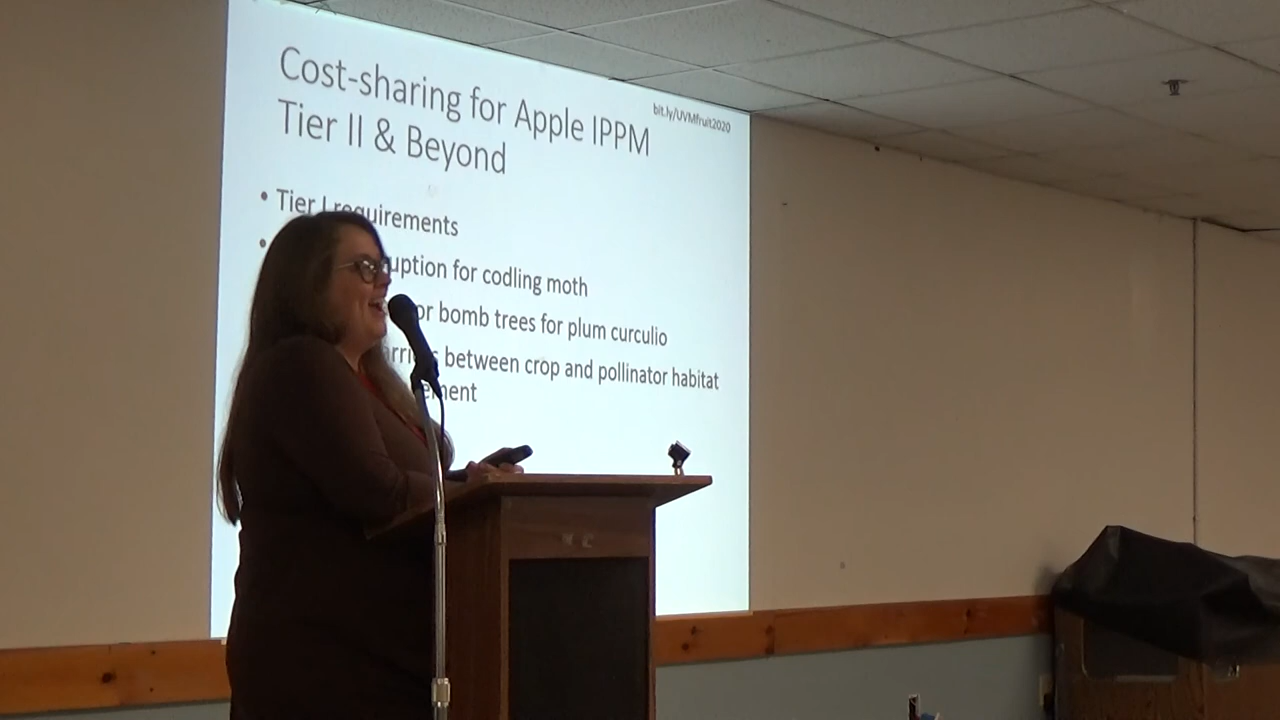 Cost-sharing for Apple IPPM
Tier II & Beyond
bit.ly/UVMfruit2020
• Tier I requirements
• uption for codling moth
or bomb trees for plum curculio
between crop and pollinator habitat
ement